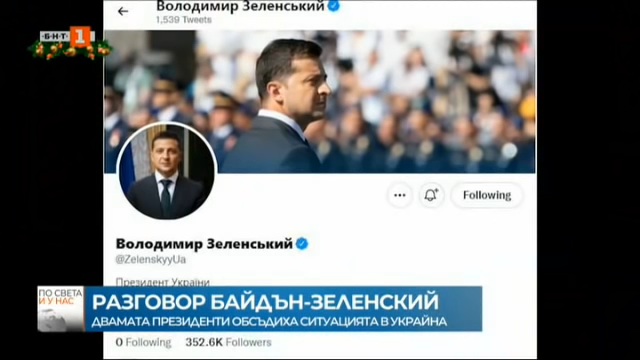 Володимир Зеленський
1,539 Tweets
БНТ 1
Following
Володимир Зеленський
@ZelenskyyUa
Президент України
ПО СВЕТА
И У НАС
РАЗГОВОР БАЙДЪН-ЗЕЛЕНСКИЙ
ДВАМАТА ПРЕЗИДЕНТИ ОБСЪДИХА СИТУАЦИЯТА В УКРАЙНА
0 Following 352.6K Followers